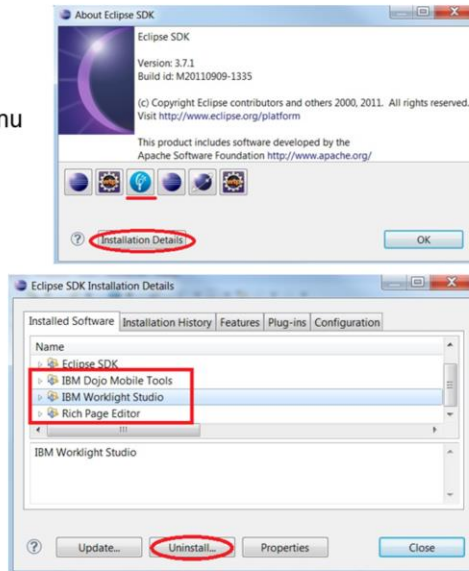 nu
About Eclipse SDK
Eclipse SDK
Version: 3.7.1
Build id: M20110909-1335
(c) Copyright Eclipse contributors and others 2000, 2011. All rights reserved.
Visit http://www.eclipse.org/platform
This product includes software developed by the
Apache Software Foundation http://www.apache.org/
Installation Details
OK
Eclipse SDK Installation Details
Installed Software
Installation History
Features
Plug-ins
Configuration
Name
Eclipse SDK
IBM Dojo Mobile Tools
IBM Worklight Studio
Rich Page Editor
IBM Worklight Studio
Update...
Uninstall...
Properties
Close